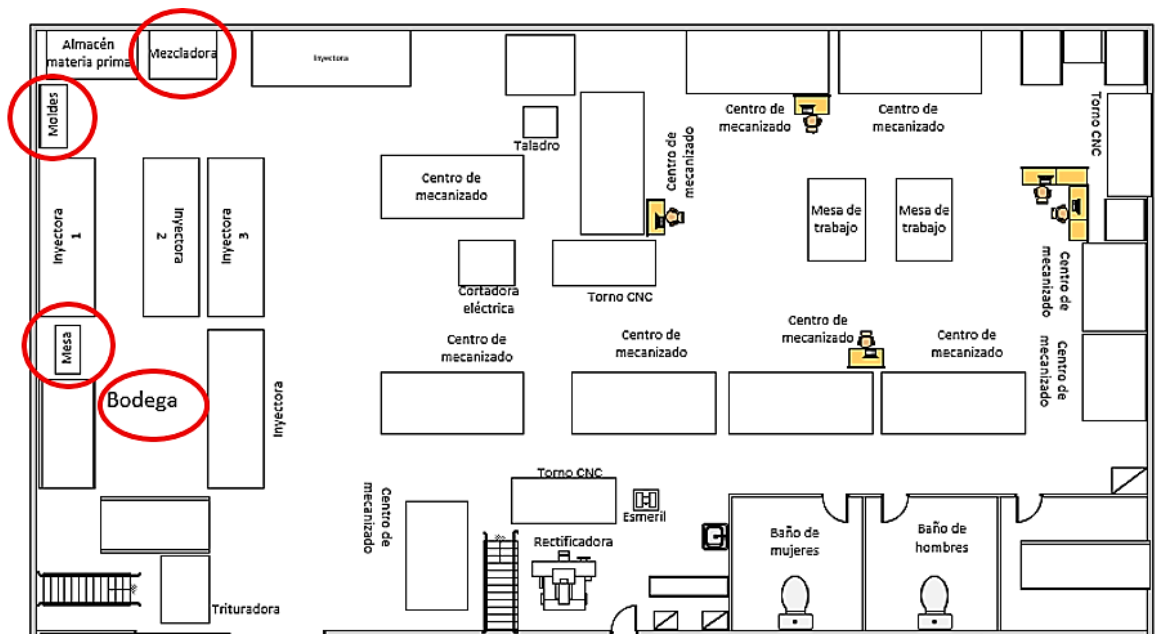 Almacén
materia prima
Mezcladora
Inyectora
Moldes
Taladro
Centro de
mecanizado
Centro de
mecanizado
Centro de
mecanizado
Centro de
mecanizado
Torno CNC
Inyectora
1
Inyectora
2
Inyectora
3
Mesa de
trabajo
Mesa de
trabajo
Cortadora
eléctrica
Torno CNC
Centro de
mecanizado
Mesa
Centro de
mecanizado
Centro de
mecanizado
Centro de
mecanizado
Centro de
mecanizado
Centro de
mecanizado
Bodega
Inyectora
Torno CNC
Centro de
mecanizado
Esmeril
Rectificadora
Baño de
mujeres
Baño de
hombres
Trituradora